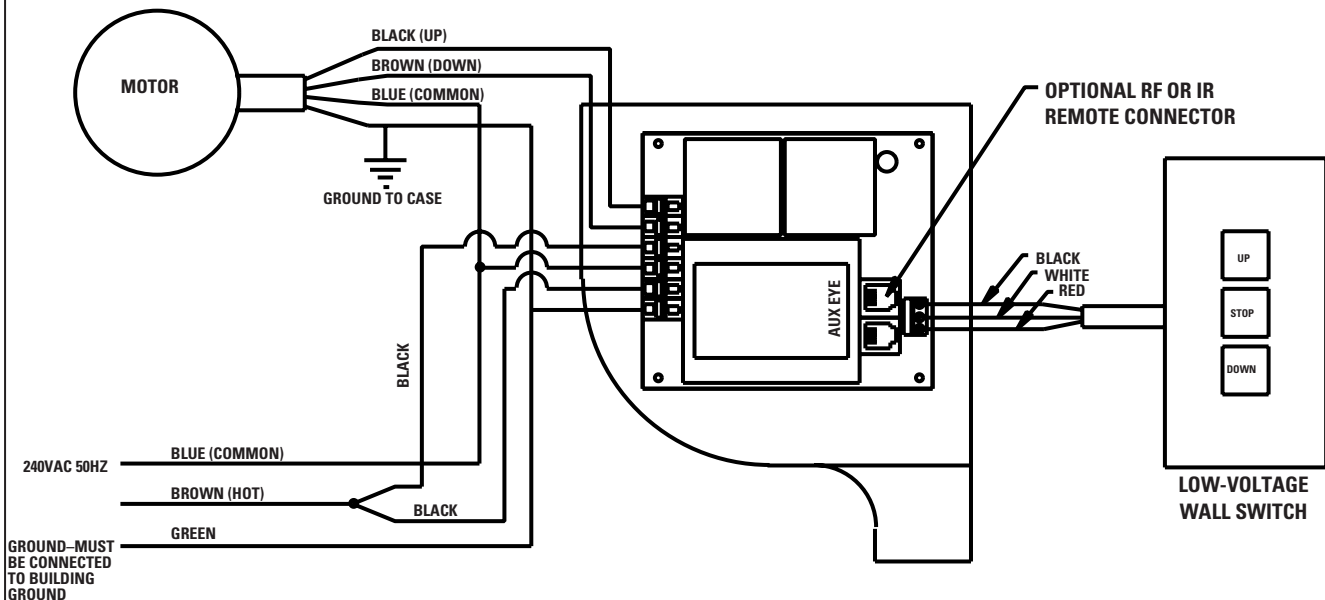 BLACK (UP)
BROWN (DOWN)
MOTOR
BLUE (COMMON)
OPTIONAL RF OR IR
REMOTE CONNECTOR
GROUND TO CASE
UP
BLACK
WHITE
RED
AUX EYE
STOP
DOWN
BLACK
BLUE (COMMON)
240VAC 50HZ
BROWN (HOT)
BLACK
LOW-VOLTAGE
WALL SWITCH
GREEN
GROUND–MUST
BE CONNECTED
TO BUILDING
GROUND